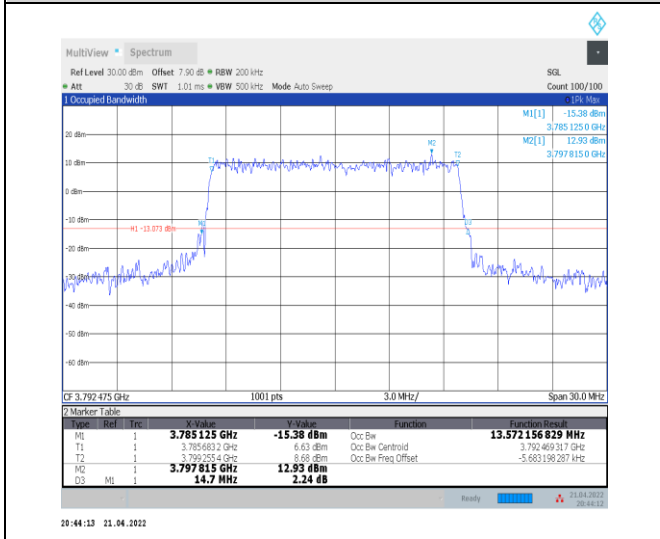 MultiView Spectrum
Ref Level 30.00 dBm Offset 7.90 dB RBW 200 kHz SGL
Att 30 dB SWT 1.01 ms VBW 500 kHz Mode Auto Sweep Count 100/100
1 Occupied Bandwidth 1Pk Max
M1[1] -15.38 dBm
3.785 125 0 GHz
M2[1] 12.93 dBm
3.797 815 0 GHz
20 dBm
M2
T1 T2
10 dBm
0 dBm
-10 dBm
M1 D3
H1 -13.073 dBm
-20 dBm
-30 dBm
-40 dBm
-50 dBm
-60 dBm
CF 3.792 475 GHz 1001 pts 3.0 MHz/ Span 30.0 MHz
2 Marker Table
Type Ref Trc X-Value Y-Value Function Function Result
M1 1 3.785 125 GHz -15.38 dBm Occ Bw 13.572 156 829 MHz
T1 1 3.785 683 2 GHz 6.63 dBm Occ Bw Centroid 3.792 469 317 GHz
T2 1 3.799 255 4 GHz 8.68 dBm Occ Bw Freq Offset -5.683 198 287 kHz
M2 1 3.797 815 GHz 12.93 dBm
D3 M1 1 14.7 MHz 2.24 dB
Ready 21.04.2022
20:44:12
20:44:13 21.04.2022